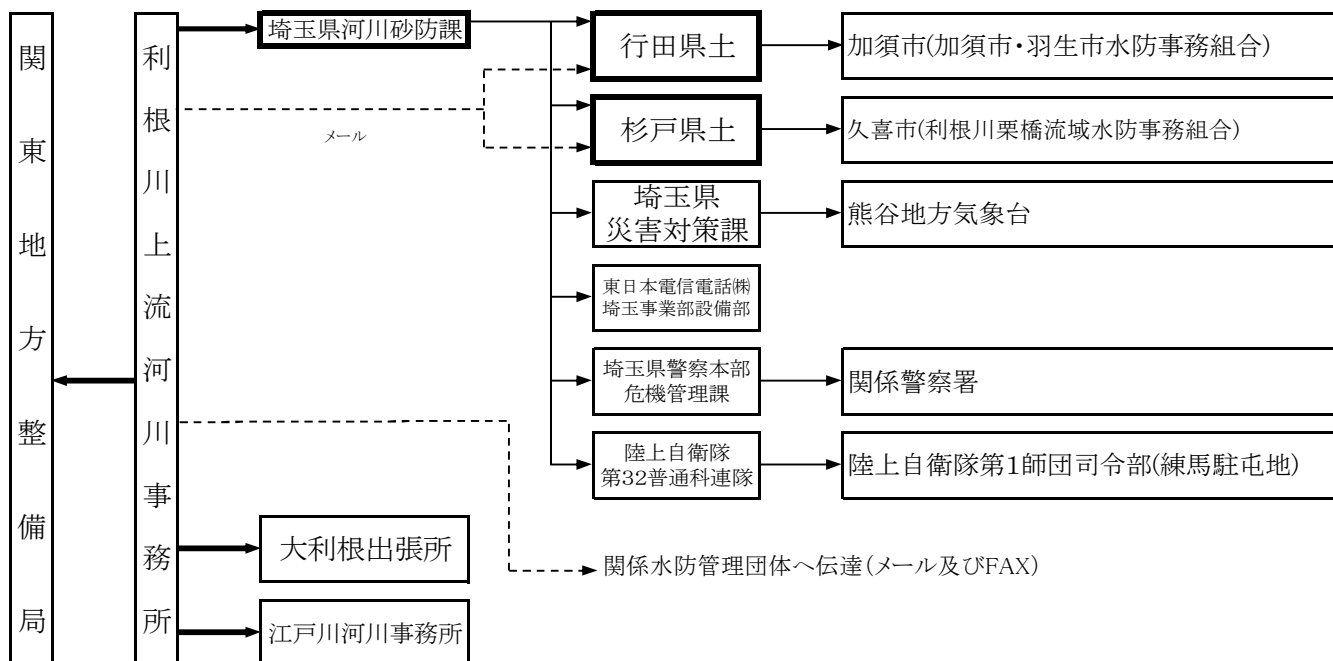 関東地方整備局
利根川上流河川事務所
埼玉県河川砂防課
メール
行田県土
加須市(加須市・羽生市水防事務組合)
杉戸県土
久喜市(利根川栗橋流域水防事務組合)
埼玉県
災害対策課
熊谷地方気象台
東日本電信電話㈱
埼玉事業部設備部
埼玉県警察本部
危機管理課
関係警察署
陸上自衛隊
第32普通科連隊
陸上自衛隊第1師団司令部(練馬駐屯地)
大利根出張所
関係水防管理団体へ伝達(メール及びFAX)
江戸川河川事務所